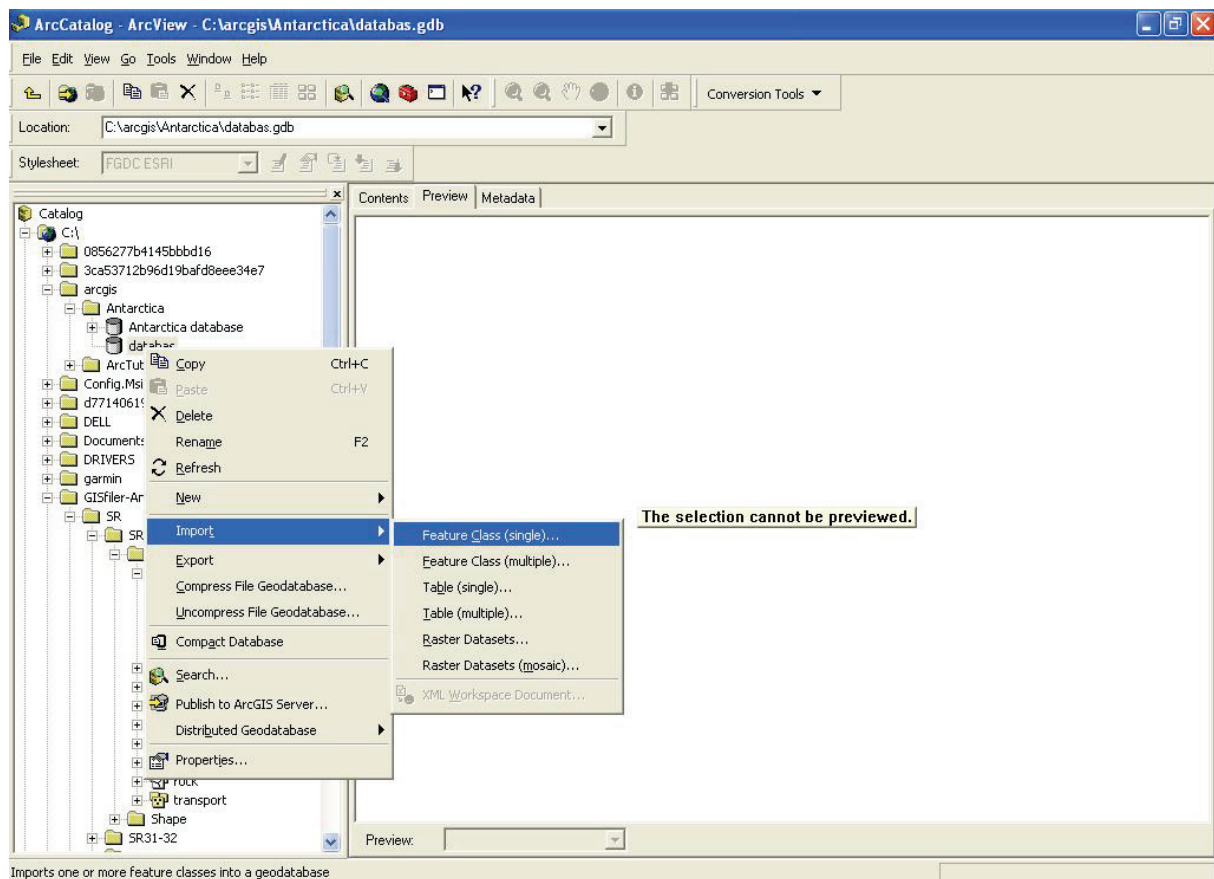 ArcCatalog - ArcView - C:\arcgis\Antarctica\databas.gdb
File Edit View Go Tools Window Help
Conversion Tools
Location: C:\arcgis\Antarctica\databas.gdb
Stylesheet: FGDC ESRI
Contents Preview Metadata
Catalog
C:\
0856277b4145bbbd16
3ca53712b96d19bafd8eee34e7
arcgis
Antarctica
Antarctica database
databas
ArcTut
Config.Msi
d7714061
DELL
Documents
DRIVERS
garmin
GISfiler-Ar
SR
SR
rock
transport
Shape
SR31-32
Copy Ctrl+C
Paste Ctrl+V
Delete
Rename F2
Refresh
New
Import
Export
Compress File Geodatabase...
Uncompress File Geodatabase...
Compact Database
Search...
Publish to ArcGIS Server...
Distributed Geodatabase
Properties...
Feature Class (single)...
Feature Class (multiple)...
Table (single)...
Table (multiple)...
Raster Datasets...
Raster Datasets (mosaic)...
XML Workspace Document...
The selection cannot be previewed.
Preview:
Imports one or more feature classes into a geodatabase